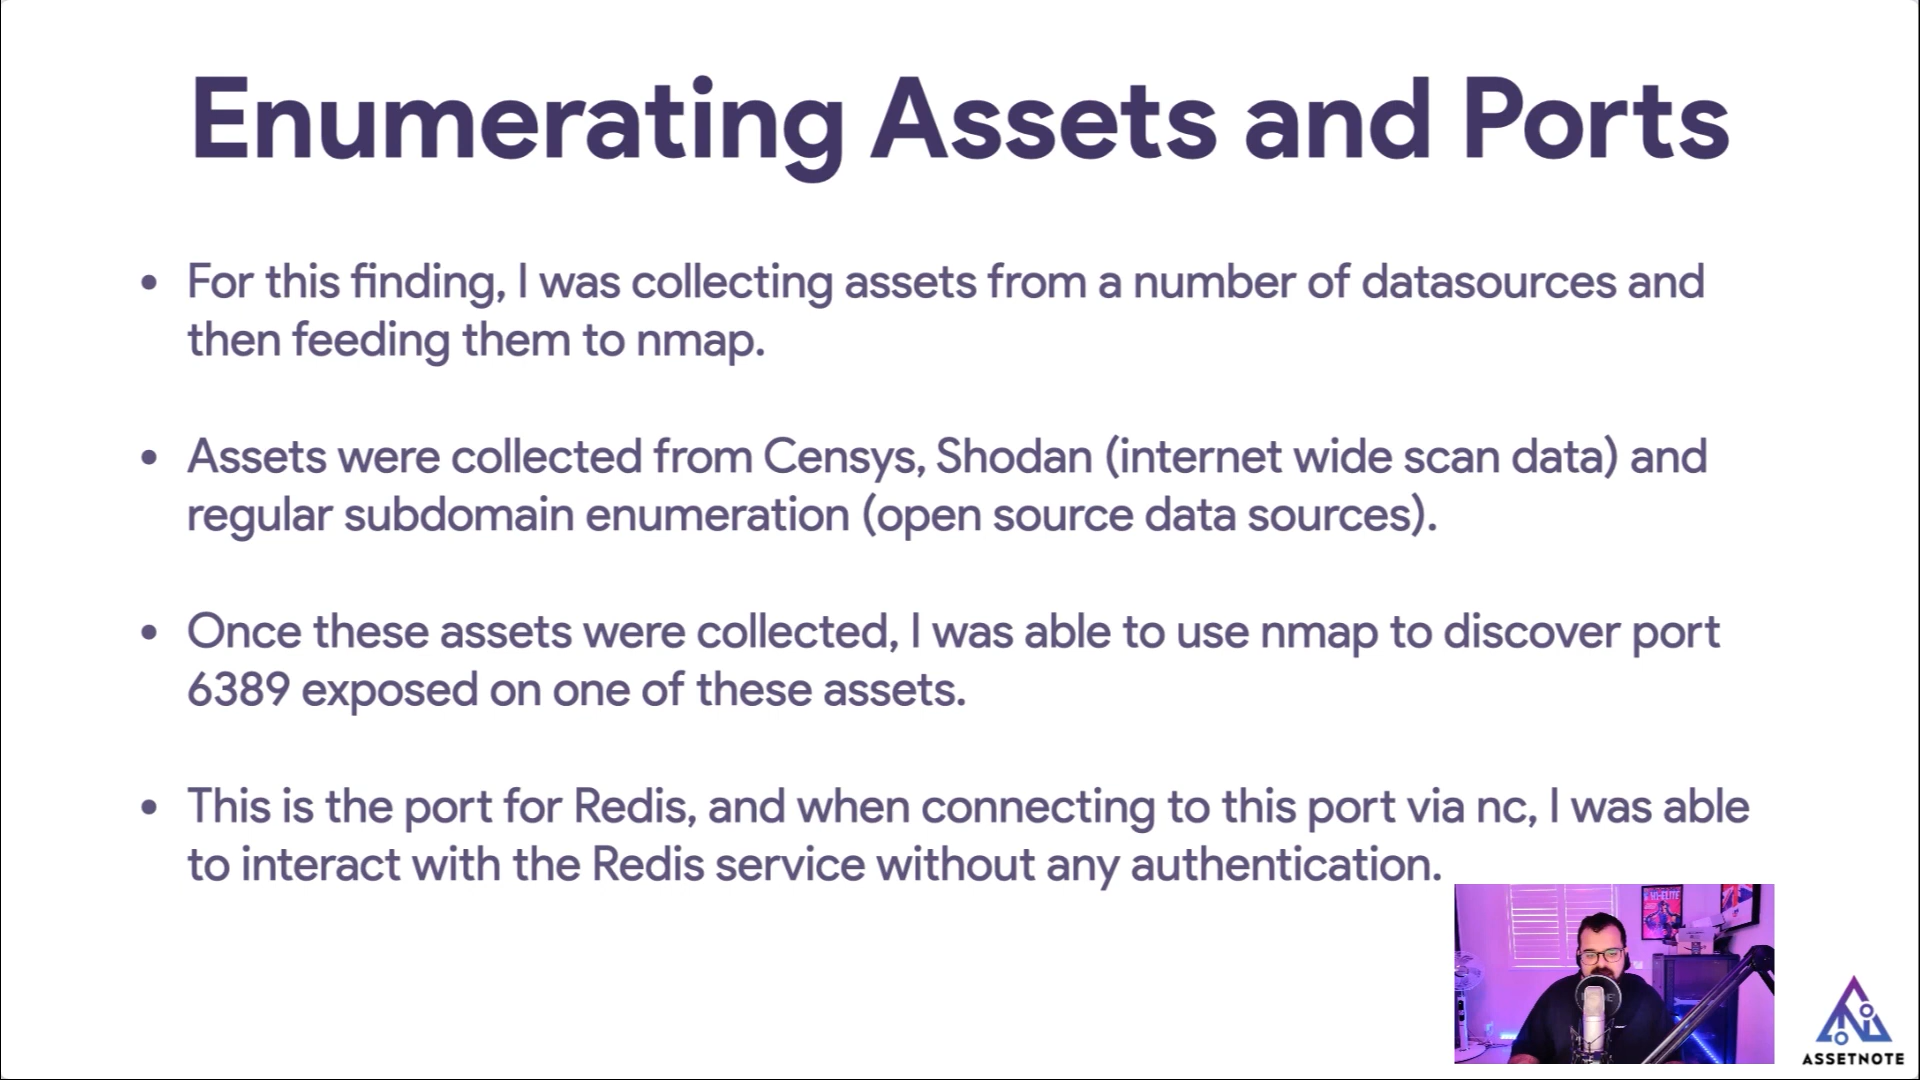 Enumerating Assets and Ports
• For this finding, I was collecting assets from a number of datasources and
then feeding them to nmap.
• Assets were collected from Censys, Shodan (internet wide scan data) and
regular subdomain enumeration (open source data sources).
• Once these assets were collected, I was able to use nmap to discover port
6389 exposed on one of these assets.
• This is the port for Redis, and when connecting to this port via nc, I was able
to interact with the Redis service without any authentication.
ASSETNOTE